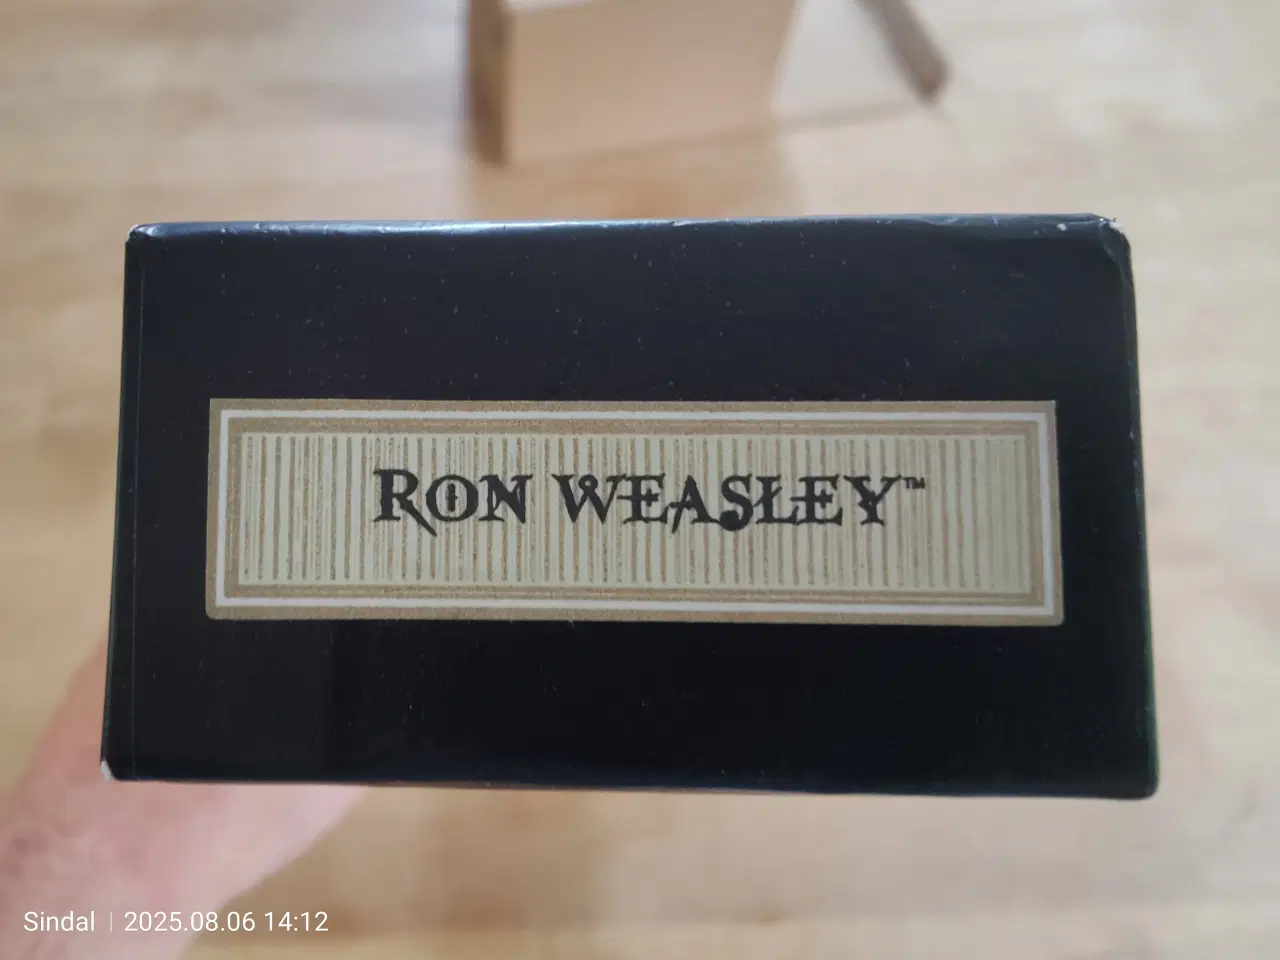 RON WEASLEY™
Sindal | 2025.08.06 14:12